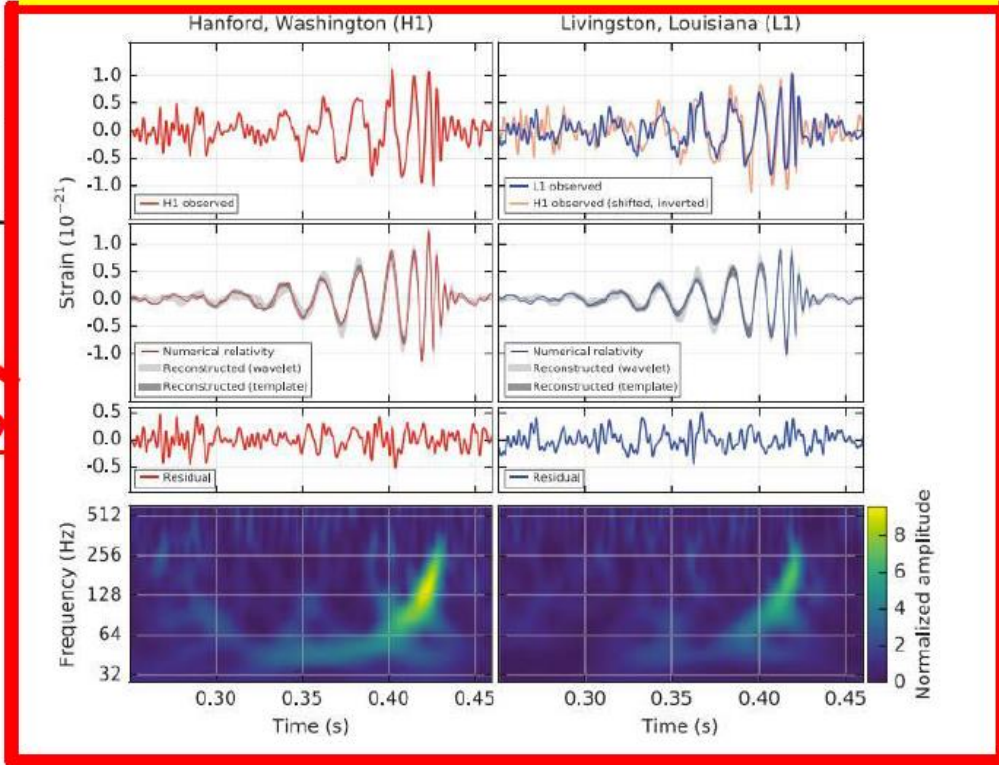 Hanford, Washington (H1)
Livingston, Louisiana (L1)
Strain (10⁻²¹)
1.0
0.5
0.0
-0.5
-1.0
H1 observed
L1 observed
H1 observed (shifted, inverted)
1.0
0.5
0.0
-0.5
-1.0
Numerical relativity
Reconstructed (wavelet)
Reconstructed (template)
Numerical relativity
Reconstructed (wavelet)
Reconstructed (template)
0.5
0.0
-0.5
Residual
Residual
Frequency (Hz)
512
256
128
64
32
0.30 0.35 0.40 0.45
Time (s)
0.30 0.35 0.40 0.45
Time (s)
8
6
4
2
0
Normalized amplitude